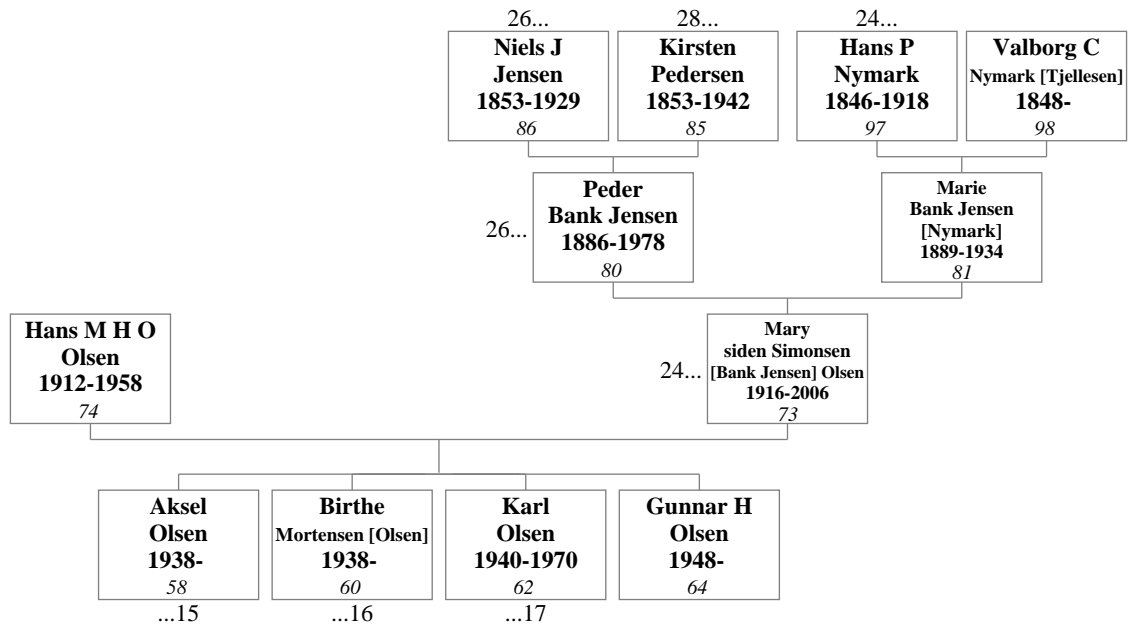 26...
28...
24...
Niels J
Jensen
1853-1929
86
Kirsten
Pedersen
1853-1942
85
Hans P
Nymark
1846-1918
97
Valborg C
Nymark [Tjellesen]
1848-
98
26...
Peder
Bank Jensen
1886-1978
80
Marie
Bank Jensen
[Nymark]
1889-1934
81
Hans M H O
Olsen
1912-1958
74
24...
Mary
siden Simonsen
[Bank Jensen] Olsen
1916-2006
73
Aksel
Olsen
1938-
58
...15
Birthe
Mortensen [Olsen]
1938-
60
...16
Karl
Olsen
1940-1970
62
...17
Gunnar H
Olsen
1948-
64